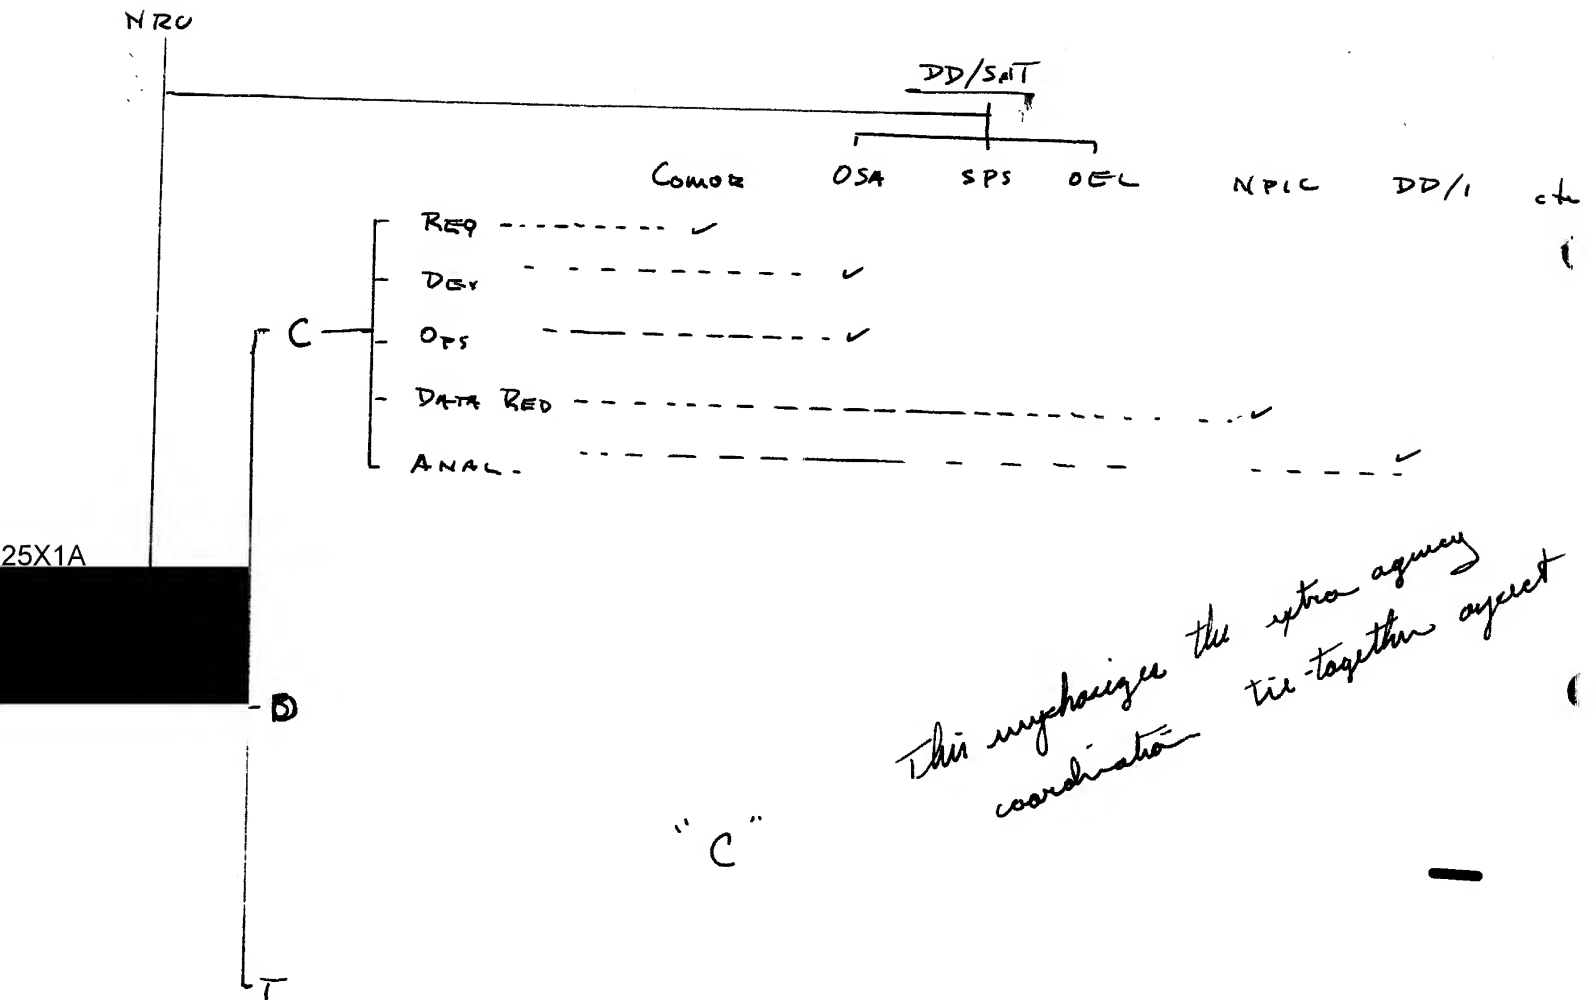 NRO
DD/S&T
Comor OSA SPS OEL NPIC DD/I
REQ
DEV
C
OPS
DATA RED
ANAL.
25X1A
This the extra agency
coordination tie-together aspect
D
"C"
T